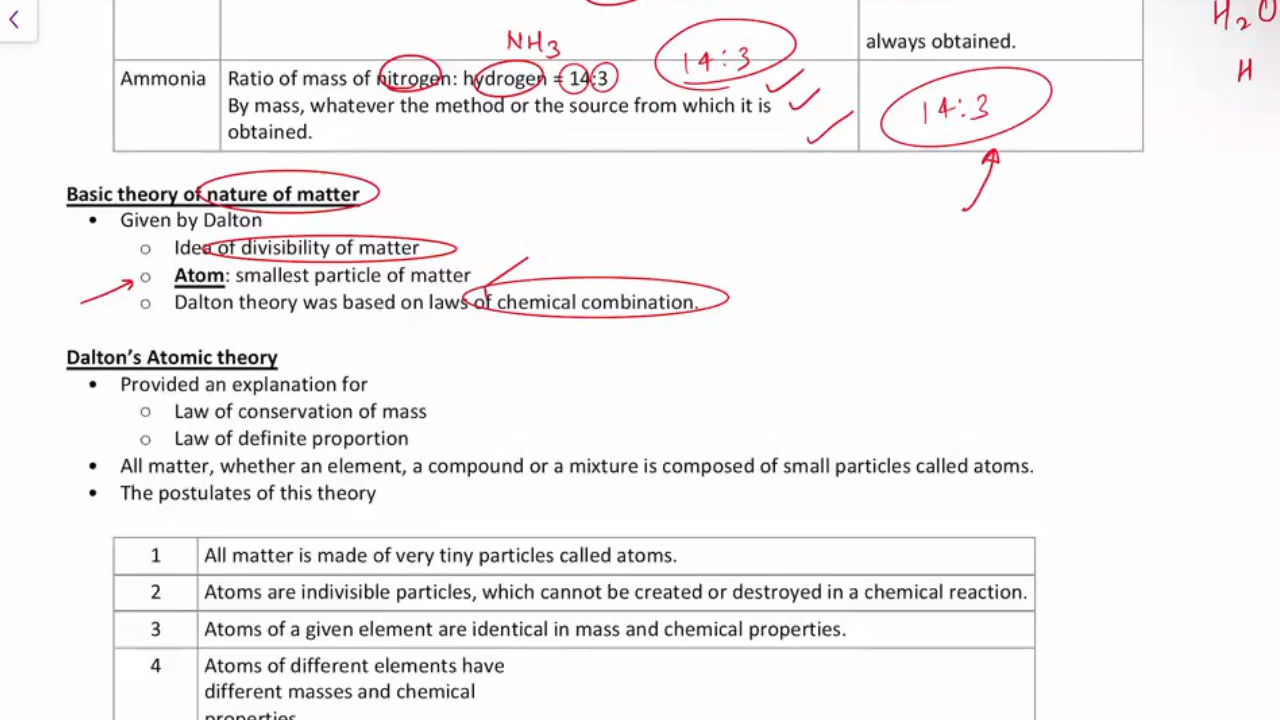 H₂O
NH₃
14:3
always obtained.
H
Ammonia
Ratio of mass of nitrogen: hydrogen = 14:3
By mass, whatever the method or the source from which it is
obtained.
14:3
Basic theory of nature of matter
• Given by Dalton
o Idea of divisibility of matter
o Atom: smallest particle of matter
o Dalton theory was based on laws of chemical combination.
Dalton’s Atomic theory
• Provided an explanation for
o Law of conservation of mass
o Law of definite proportion
• All matter, whether an element, a compound or a mixture is composed of small particles called atoms.
• The postulates of this theory
1 All matter is made of very tiny particles called atoms.
2 Atoms are indivisible particles, which cannot be created or destroyed in a chemical reaction.
3 Atoms of a given element are identical in mass and chemical properties.
4 Atoms of different elements have
different masses and chemical
properties